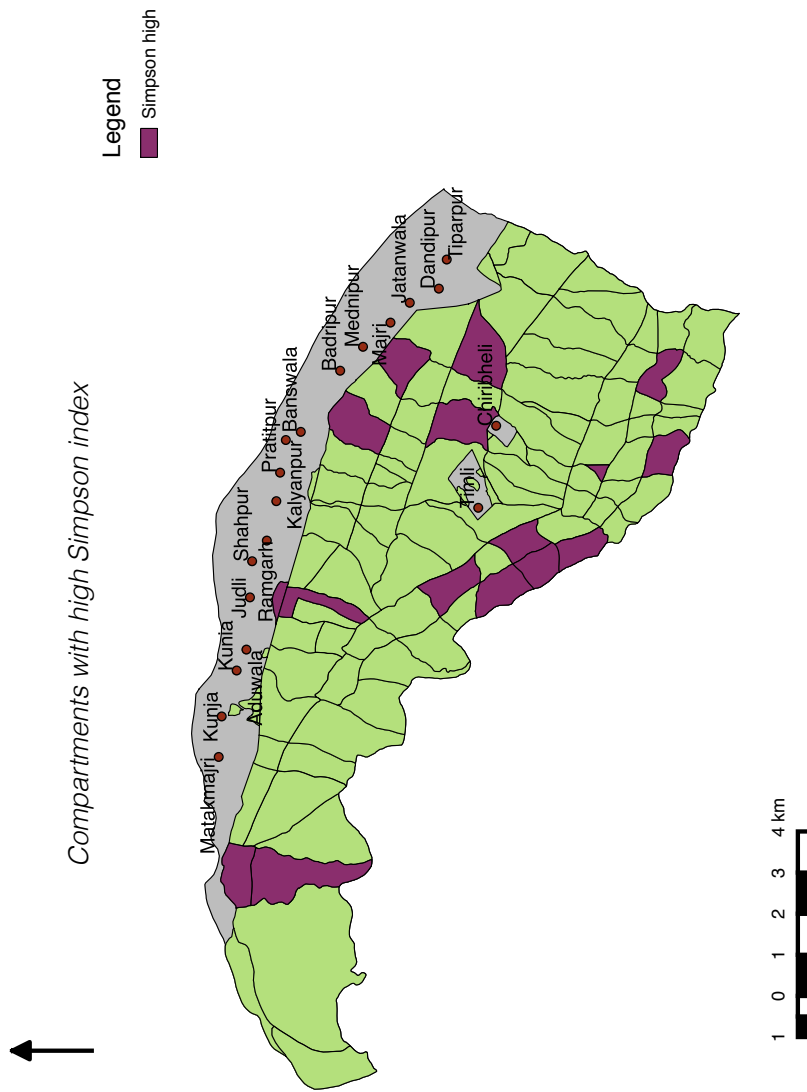 Compartments with high Simpson index
Legend
Simpson high
Matakmajri
Kunja
Kunia
Aduwala
Judli
Ramgarh
Shahpur
Kalyanpur
Pratitpur
Banswala
Badripur
Mednipur
Majri
Jatanwala
Dandipur
Tiparpur
Timli
Chiribheli
1 0 1 2 3 4 km